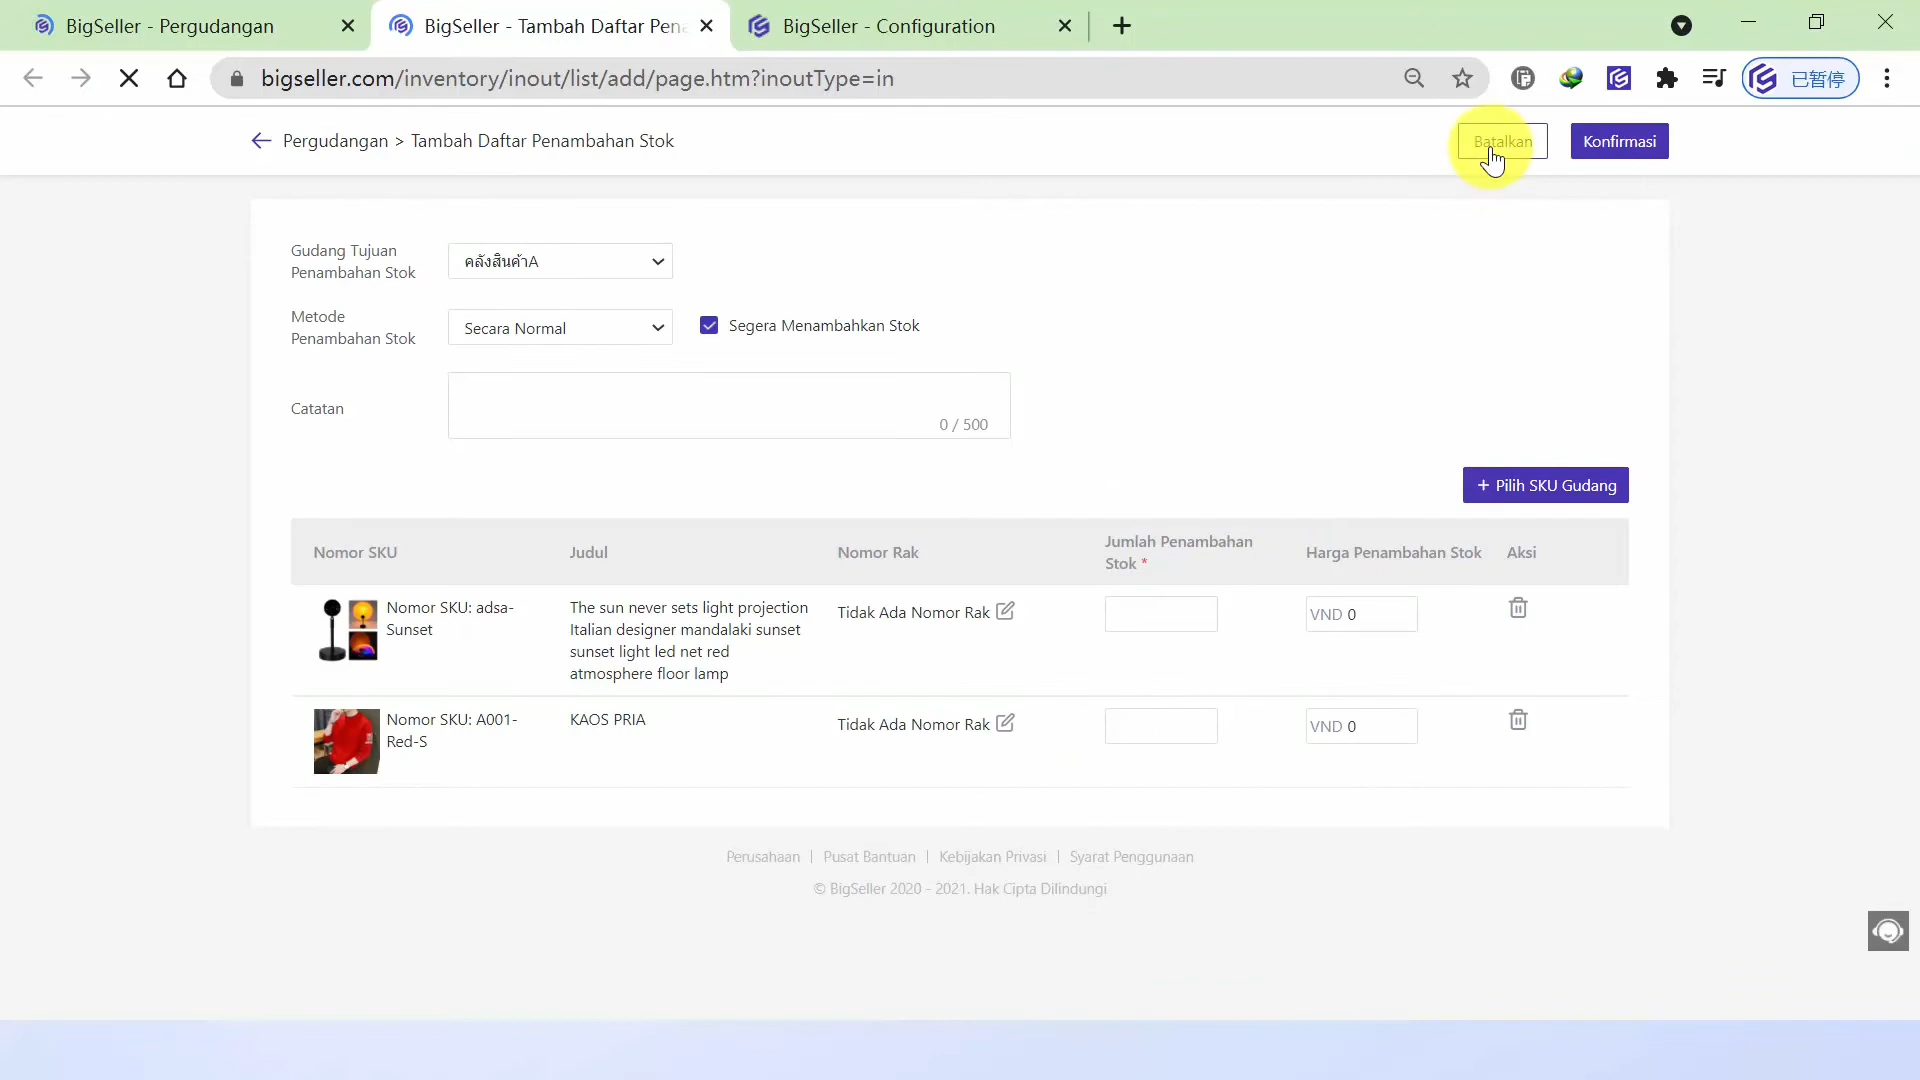 BigSeller - Pergudangan
BigSeller - Tambah Daftar Pen
BigSeller - Configuration
bigseller.com/inventory/inout/list/add/page.htm?inoutType=in
已暂停
Pergudangan > Tambah Daftar Penambahan Stok
Batalkan
Konfirmasi
Gudang Tujuan
Penambahan Stok
คลังสินค้าA
Metode
Penambahan Stok
Secara Normal
Segera Menambahkan Stok
Catatan
0 / 500
+ Pilih SKU Gudang
Nomor SKU
Judul
Nomor Rak
Jumlah Penambahan
Stok *
Harga Penambahan Stok
Aksi
Nomor SKU: adsa-
Sunset
The sun never sets light projection
Italian designer mandalaki sunset
sunset light led net red
atmosphere floor lamp
Tidak Ada Nomor Rak
VND 0
Nomor SKU: A001-
Red-S
KAOS PRIA
Tidak Ada Nomor Rak
VND 0
Perusahaan | Pusat Bantuan | Kebijakan Privasi | Syarat Penggunaan
© BigSeller 2020 - 2021. Hak Cipta Dilindungi